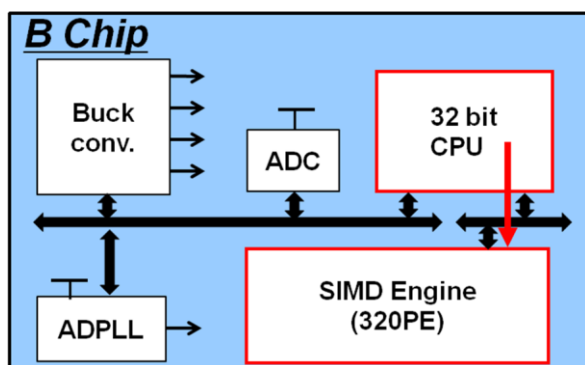 B Chip
Buck
conv.
ADC
32 bit
CPU
ADPLL
SIMD Engine
(320PE)